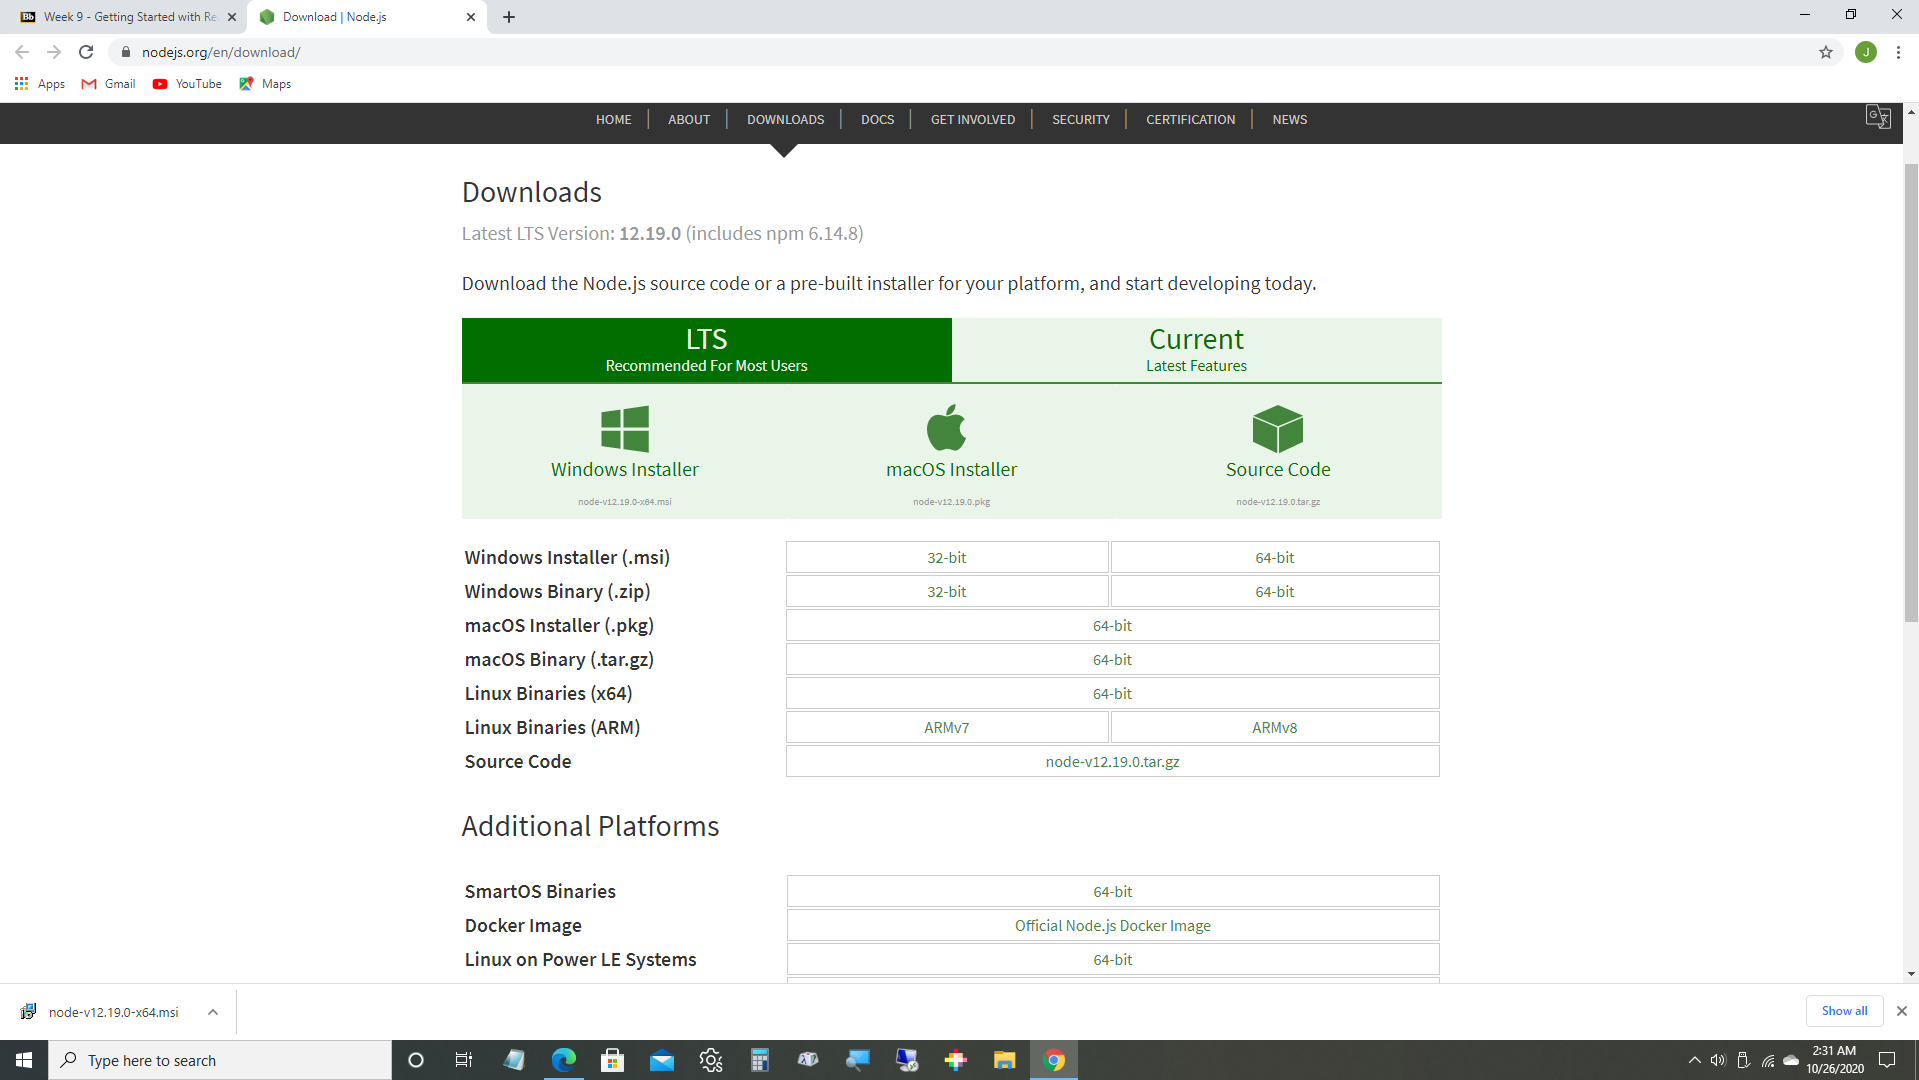 Bb Week 9 - Getting Started with Re
Download | Node.js
nodejs.org/en/download/
J
Apps Gmail YouTube Maps
HOME ABOUT DOWNLOADS DOCS GET INVOLVED SECURITY CERTIFICATION NEWS
Downloads
Latest LTS Version: 12.19.0 (includes npm 6.14.8)
Download the Node.js source code or a pre-built installer for your platform, and start developing today.
LTS
Recommended For Most Users
Current
Latest Features
Windows Installer
node-v12.19.0-x64.msi
macOS Installer
node-v12.19.0.pkg
Source Code
node-v12.19.0.tar.gz
Windows Installer (.msi) 32-bit 64-bit
Windows Binary (.zip) 32-bit 64-bit
macOS Installer (.pkg) 64-bit
macOS Binary (.tar.gz) 64-bit
Linux Binaries (x64) 64-bit
Linux Binaries (ARM) ARMv7 ARMv8
Source Code node-v12.19.0.tar.gz
Additional Platforms
SmartOS Binaries 64-bit
Docker Image Official Node.js Docker Image
Linux on Power LE Systems 64-bit
node-v12.19.0-x64.msi
Show all
Type here to search
2:31 AM
10/26/2020